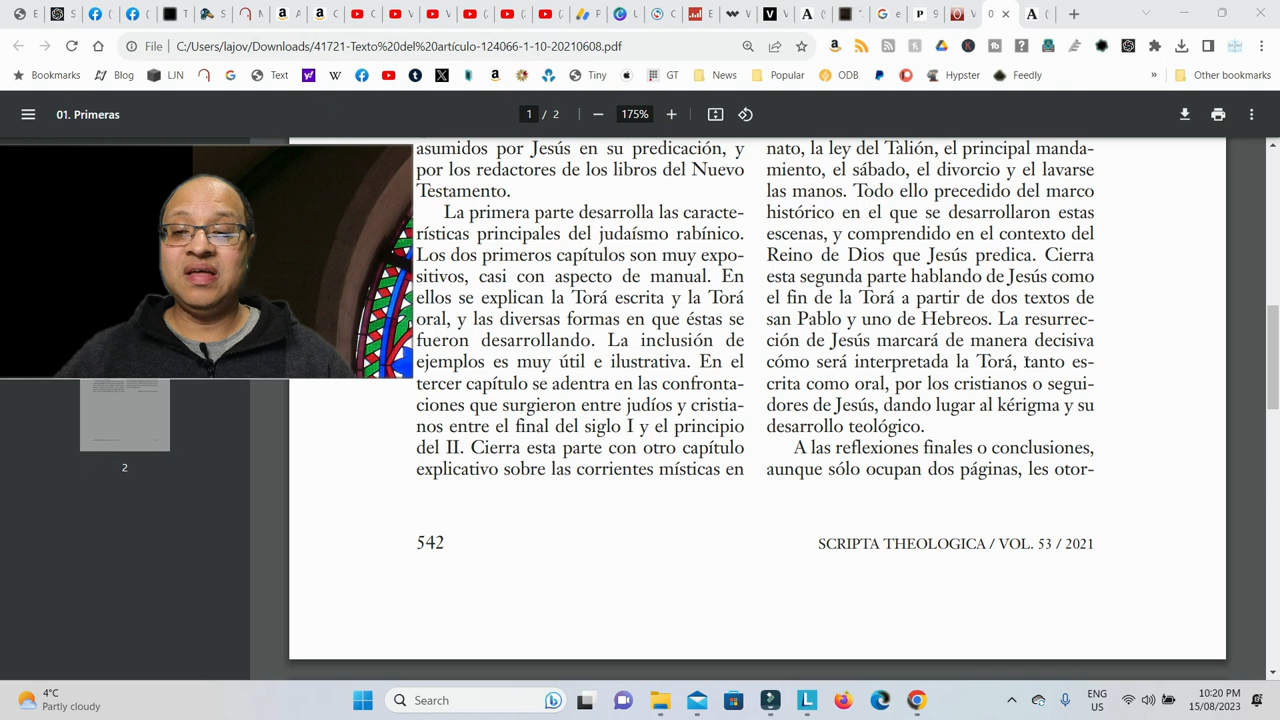 File
C:/Users/lajov/Downloads/41721-Texto%20del%20artículo-124066-1-10-20210608.pdf
Bookmarks
Blog
LJN
Text
Tiny
GT
News
Popular
ODB
Hypster
Feedly
»
Other bookmarks
01. Primeras
1 / 2
175%
asumidos por Jesús en su predicación, y
por los redactores de los libros del Nuevo
Testamento.
La primera parte desarrolla las caracte-
rísticas principales del judaísmo rabínico.
Los dos primeros capítulos son muy expo-
sitivos, casi con aspecto de manual. En
ellos se explican la Torá escrita y la Torá
oral, y las diversas formas en que éstas se
fueron desarrollando. La inclusión de
ejemplos es muy útil e ilustrativa. En el
tercer capítulo se adentra en las confronta-
ciones que surgieron entre judíos y cristia-
nos entre el final del siglo I y el principio
del II. Cierra esta parte con otro capítulo
explicativo sobre las corrientes místicas en
nato, la ley del Talión, el principal manda-
miento, el sábado, el divorcio y el lavarse
las manos. Todo ello precedido del marco
histórico en el que se desarrollaron estas
escenas, y comprendido en el contexto del
Reino de Dios que Jesús predica. Cierra
esta segunda parte hablando de Jesús como
el fin de la Torá a partir de dos textos de
san Pablo y uno de Hebreos. La resurrec-
ción de Jesús marcará de manera decisiva
cómo será interpretada la Torá, tanto es-
crita como oral, por los cristianos o segui-
dores de Jesús, dando lugar al kérigma y su
desarrollo teológico.
A las reflexiones finales o conclusiones,
aunque sólo ocupan dos páginas, les otor-
542
SCRIPTA THEOLOGICA / VOL. 53 / 2021
2
4°C
Partly cloudy
Search
ENG
US
10:20 PM
15/08/2023